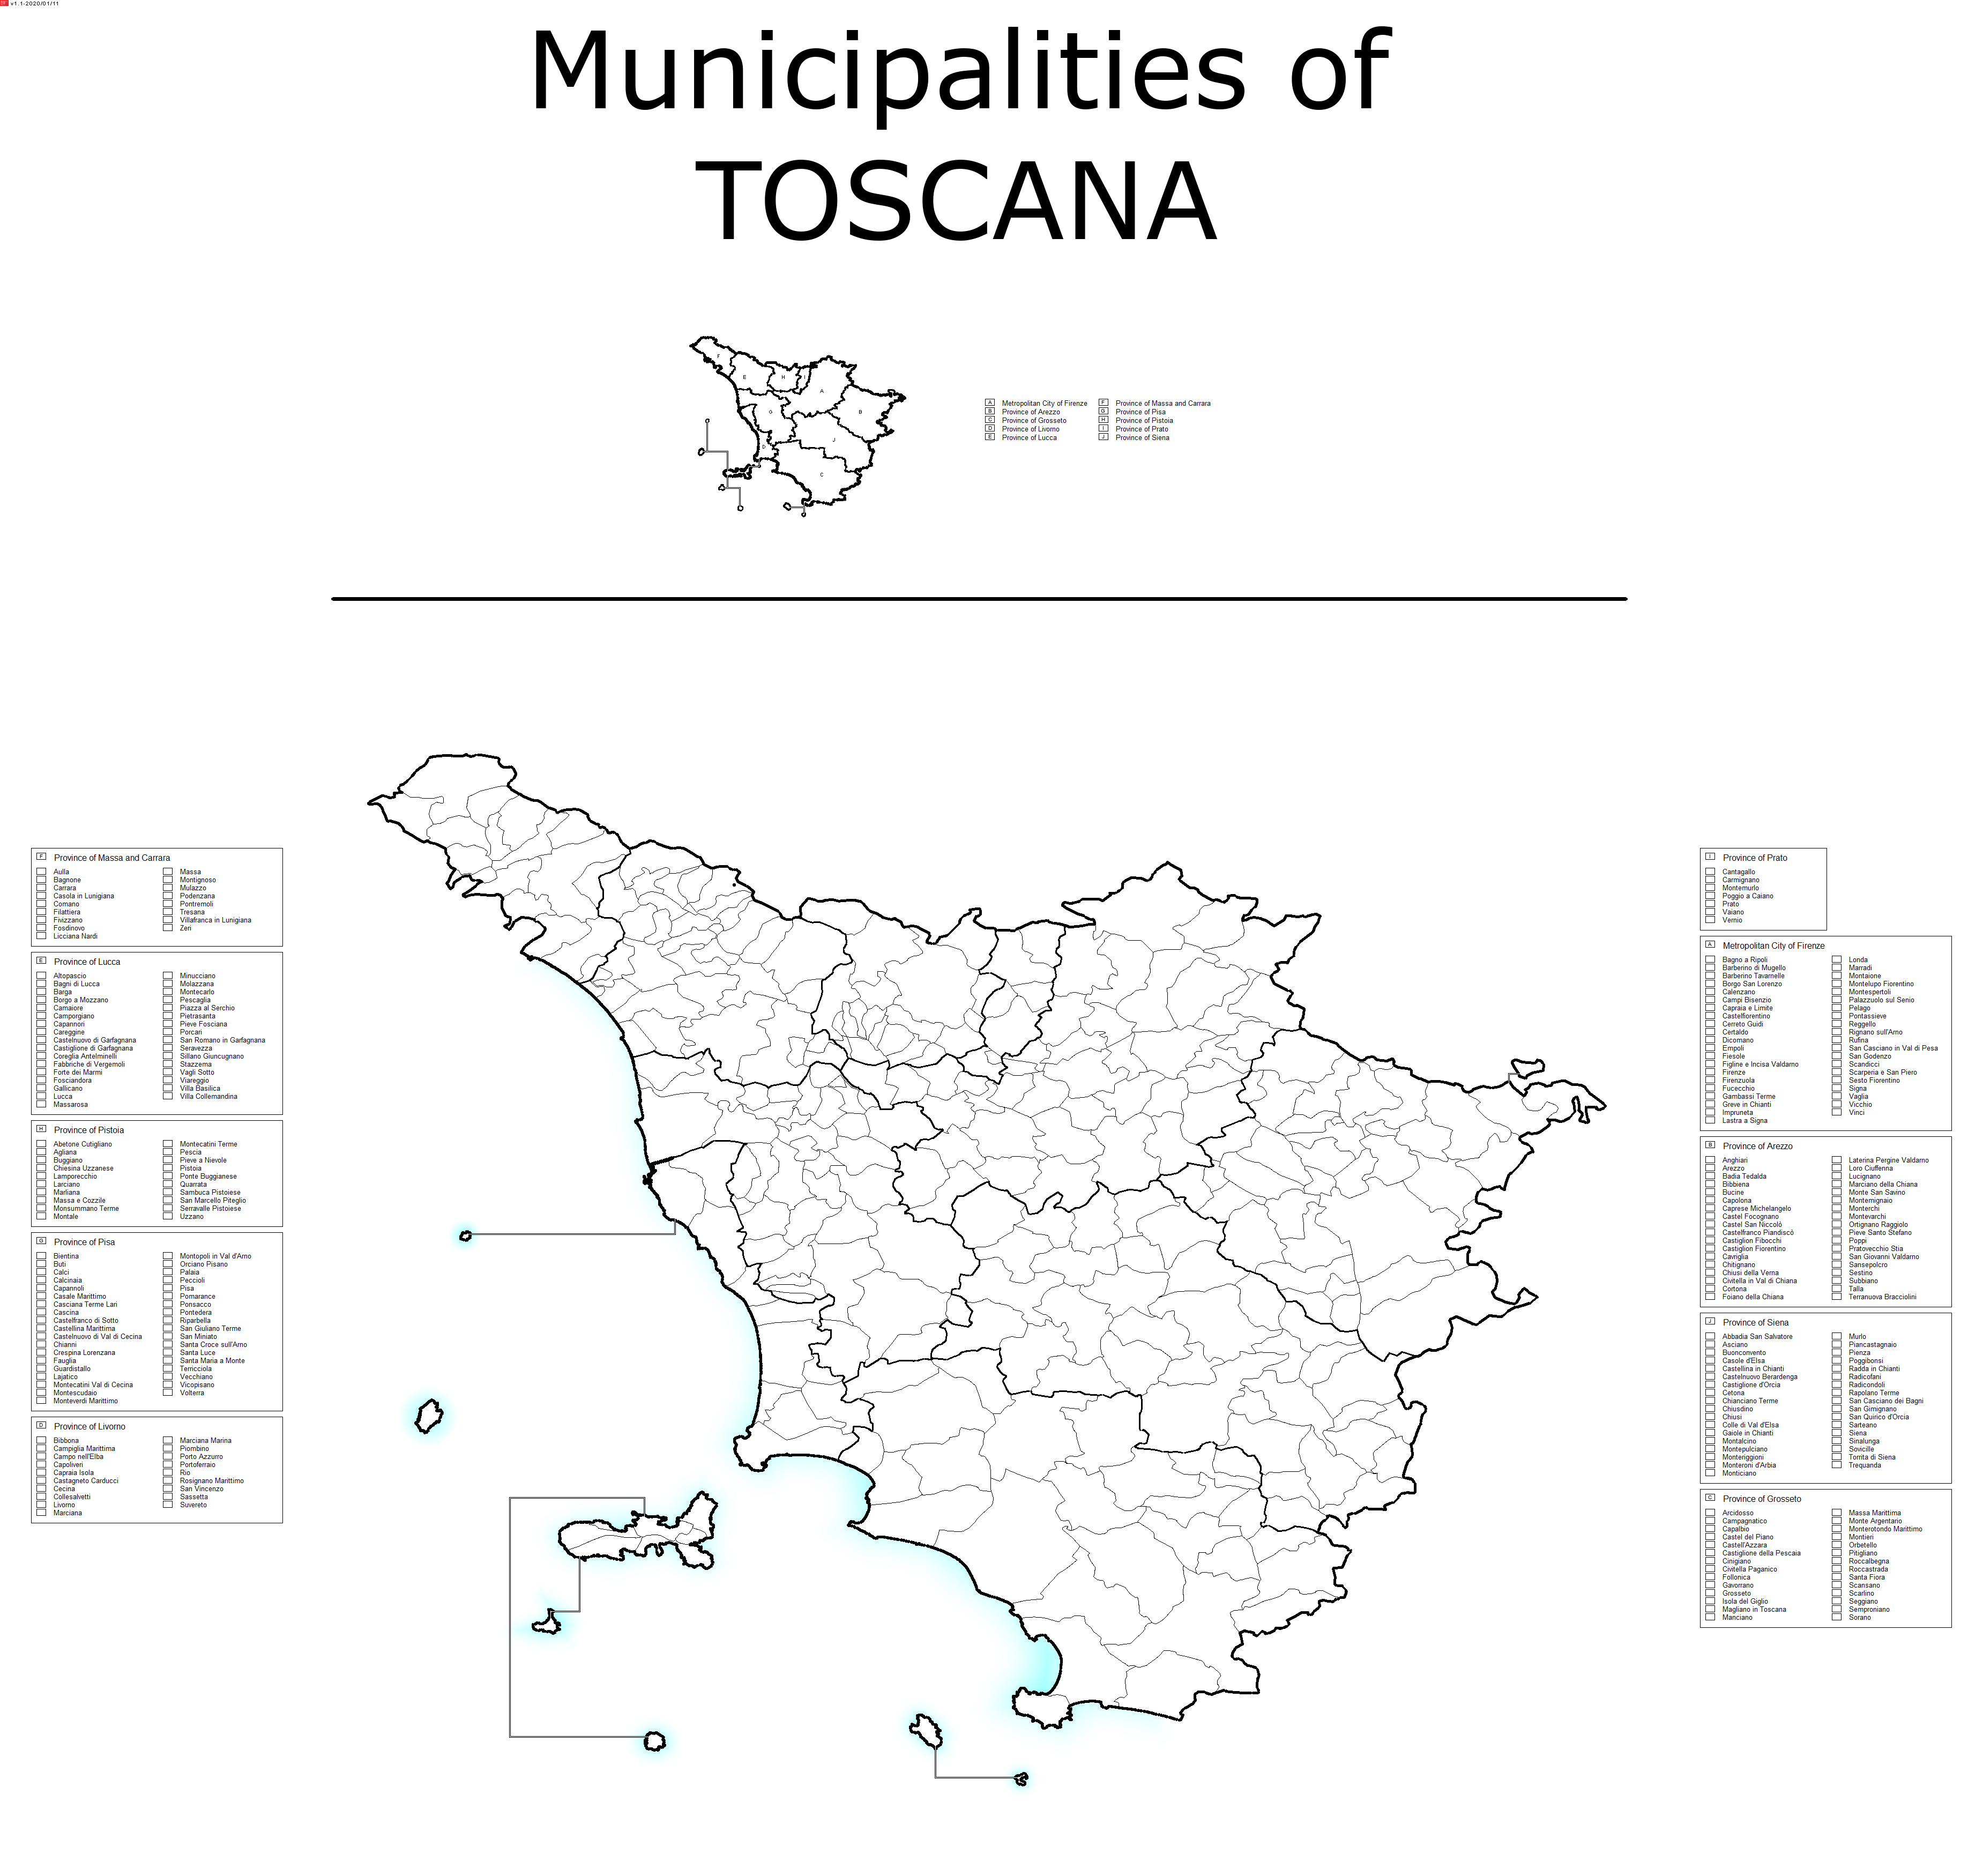 v1.1-2020/01/11
Municipalities of
TOSCANA
F
E
H
I
A
B
G
J
D
C
A Metropolitan City of Firenze
B Province of Arezzo
C Province of Grosseto
D Province of Livorno
E Province of Lucca
F Province of Massa and Carrara
G Province of Pisa
H Province of Pistoia
I Province of Prato
J Province of Siena
F Province of Massa and Carrara
Aulla
Bagnone
Carrara
Casola in Lunigiana
Comano
Filattiera
Fivizzano
Fosdinovo
Licciana Nardi
Massa
Montignoso
Mulazzo
Podenzana
Pontremoli
Tresana
Villafranca in Lunigiana
Zeri
E Province of Lucca
Altopascio
Bagni di Lucca
Barga
Borgo a Mozzano
Camaiore
Camporgiano
Capannori
Careggine
Castelnuovo di Garfagnana
Castiglione di Garfagnana
Coreglia Antelminelli
Fabbriche di Vergemoli
Forte dei Marmi
Fosciandora
Gallicano
Lucca
Massarosa
Minucciano
Molazzana
Montecarlo
Pescaglia
Piazza al Serchio
Pietrasanta
Pieve Fosciana
Porcari
San Romano in Garfagnana
Seravezza
Sillano Giuncugnano
Stazzema
Vagli Sotto
Viareggio
Villa Basilica
Villa Collemandina
H Province of Pistoia
Abetone Cutigliano
Agliana
Buggiano
Chiesina Uzzanese
Lamporecchio
Larciano
Marliana
Massa e Cozzile
Monsummano Terme
Montale
Montecatini Terme
Pescia
Pieve a Nievole
Pistoia
Ponte Buggianese
Quarrata
Sambuca Pistoiese
San Marcello Piteglio
Serravalle Pistoiese
Uzzano
G Province of Pisa
Bientina
Buti
Calci
Calcinaia
Capannoli
Casale Marittimo
Casciana Terme Lari
Cascina
Castelfranco di Sotto
Castellina Marittima
Castelnuovo di Val di Cecina
Chianni
Crespina Lorenzana
Fauglia
Guardistallo
Lajatico
Montecatini Val di Cecina
Montescudaio
Monteverdi Marittimo
Montopoli in Val d'Arno
Orciano Pisano
Palaia
Peccioli
Pisa
Pomarance
Ponsacco
Pontedera
Riparbella
San Giuliano Terme
San Miniato
Santa Croce sull'Arno
Santa Luce
Santa Maria a Monte
Terricciola
Vecchiano
Vicopisano
Volterra
D Province of Livorno
Bibbona
Campiglia Marittima
Campo nell'Elba
Capoliveri
Capraia Isola
Castagneto Carducci
Cecina
Collesalvetti
Livorno
Marciana
Marciana Marina
Piombino
Porto Azzurro
Portoferraio
Rio
Rosignano Marittimo
San Vincenzo
Sassetta
Suvereto
I Province of Prato
Cantagallo
Carmignano
Montemurlo
Poggio a Caiano
Prato
Vaiano
Vernio
A Metropolitan City of Firenze
Bagno a Ripoli
Barberino di Mugello
Barberino Tavarnelle
Borgo San Lorenzo
Calenzano
Campi Bisenzio
Capraia e Limite
Castelfiorentino
Cerreto Guidi
Certaldo
Dicomano
Empoli
Fiesole
Figline e Incisa Valdarno
Firenze
Firenzuola
Fucecchio
Gambassi Terme
Greve in Chianti
Impruneta
Lastra a Signa
Londa
Marradi
Montaione
Montelupo Fiorentino
Montespertoli
Palazzuolo sul Senio
Pelago
Pontassieve
Reggello
Rignano sull'Arno
Rufina
San Casciano in Val di Pesa
San Godenzo
Scandicci
Scarperia e San Piero
Sesto Fiorentino
Signa
Vaglia
Vicchio
Vinci
B Province of Arezzo
Anghiari
Arezzo
Badia Tedalda
Bibbiena
Bucine
Capolona
Caprese Michelangelo
Castel Focognano
Castel San Niccoló
Castelfranco Piandiscó
Castiglion Fibocchi
Castiglion Fiorentino
Cavriglia
Chitignano
Chiusi della Verna
Civitella in Val di Chiana
Cortona
Foiano della Chiana
Laterina Pergine Valdarno
Loro Ciuffenna
Lucignano
Marciano della Chiana
Monte San Savino
Montemignaio
Monterchi
Montevarchi
Ortignano Raggiolo
Pieve Santo Stefano
Poppi
Pratovecchio Stia
San Giovanni Valdarno
Sansepolcro
Sestino
Subbiano
Talla
Terranuova Bracciolini
J Province of Siena
Abbadia San Salvatore
Asciano
Buonconvento
Casole d'Elsa
Castellina in Chianti
Castelnuovo Berardenga
Castiglione d'Orcia
Cetona
Chianciano Terme
Chiusdino
Chiusi
Colle di Val d'Elsa
Gaiole in Chianti
Montalcino
Montepulciano
Monteriggioni
Monteroni d'Arbia
Monticiano
Murlo
Piancastagnaio
Pienza
Poggibonsi
Radda in Chianti
Radicofani
Radicondoli
Rapolano Terme
San Casciano dei Bagni
San Gimignano
San Quirico d'Orcia
Sarteano
Siena
Sinalunga
Sovicille
Torrita di Siena
Trequanda
C Province of Grosseto
Arcidosso
Campagnatico
Capalbio
Castel del Piano
Castell'Azzara
Castiglione della Pescaia
Cinigiano
Civitella Paganico
Follonica
Gavorrano
Grosseto
Isola del Giglio
Magliano in Toscana
Manciano
Massa Marittima
Monte Argentario
Monterotondo Marittimo
Montieri
Orbetello
Pitigliano
Roccalbegna
Roccastrada
Santa Fiora
Scansano
Scarlino
Seggiano
Semproniano
Sorano